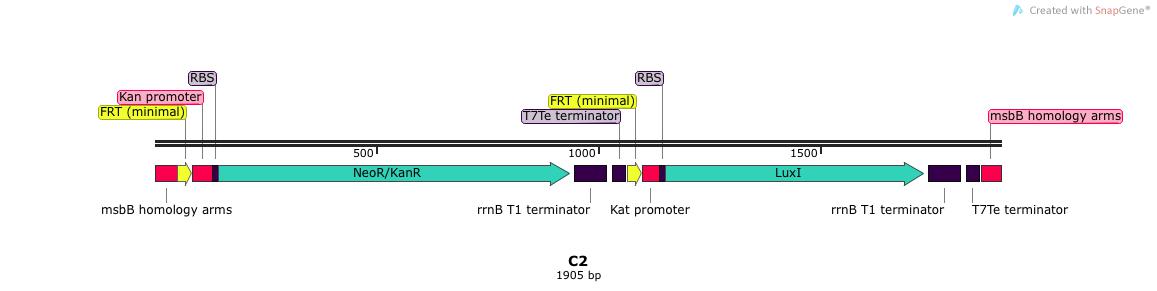 Created with SnapGene®
RBS
RBS
Kan promoter
FRT (minimal)
FRT (minimal)
T7Te terminator
msbB homology arms
500
1000
1500
NeoR/KanR
LuxI
msbB homology arms
rrnB T1 terminator
Kat promoter
rrnB T1 terminator
T7Te terminator
C2
1905 bp